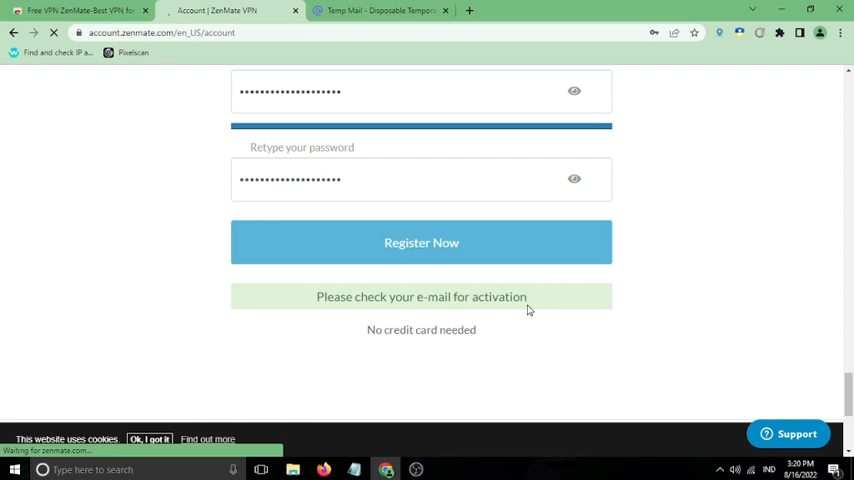 Free VPN ZenMate-Best VPN for
Account | ZenMate VPN
Temp Mail - Disposable Tempora
account.zenmate.com/en_US/account
Find and check IP a...
Pixelscan
••••••••••••••••••••
Retype your password
••••••••••••••••••••
Register Now
Please check your e-mail for activation
No credit card needed
This website uses cookies. Ok, I got it Find out more
Support
Waiting for zenmate.com...
Type here to search
IND
3:20 PM
8/16/2022